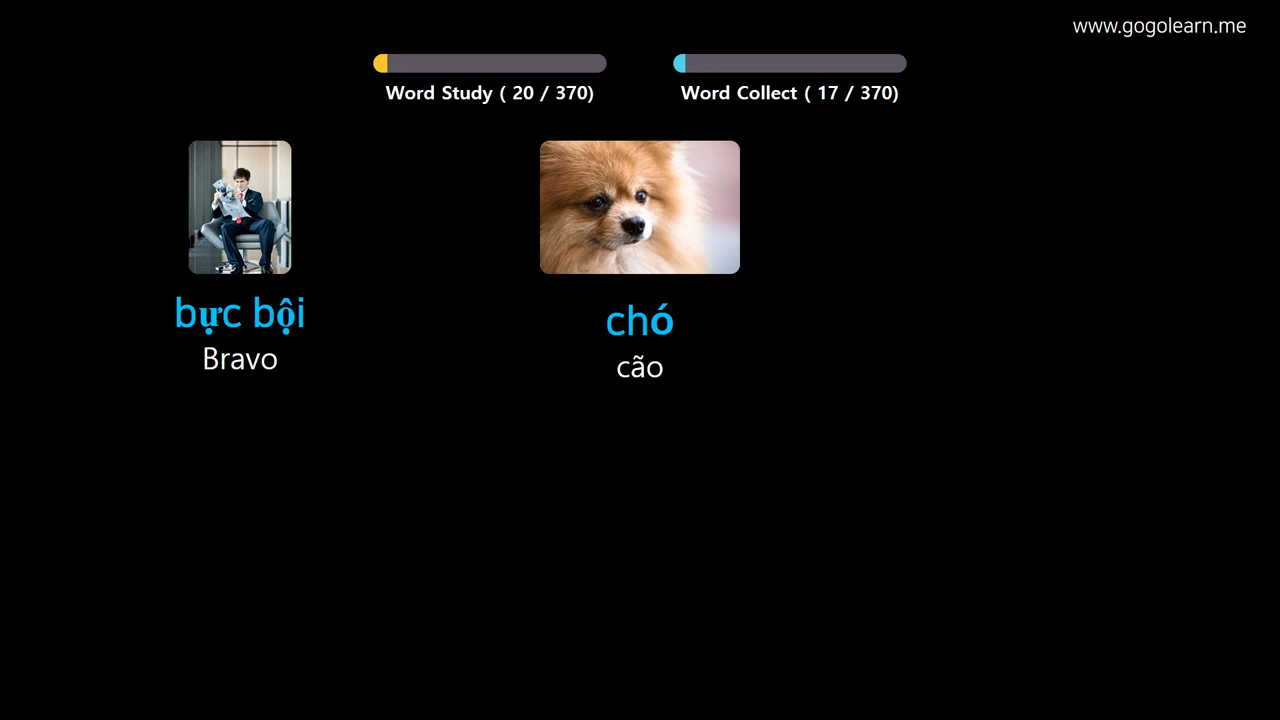 www.gogolearn.me
Word Study ( 20 / 370)
Word Collect ( 17 / 370)
bực bội
Bravo
chó
cão